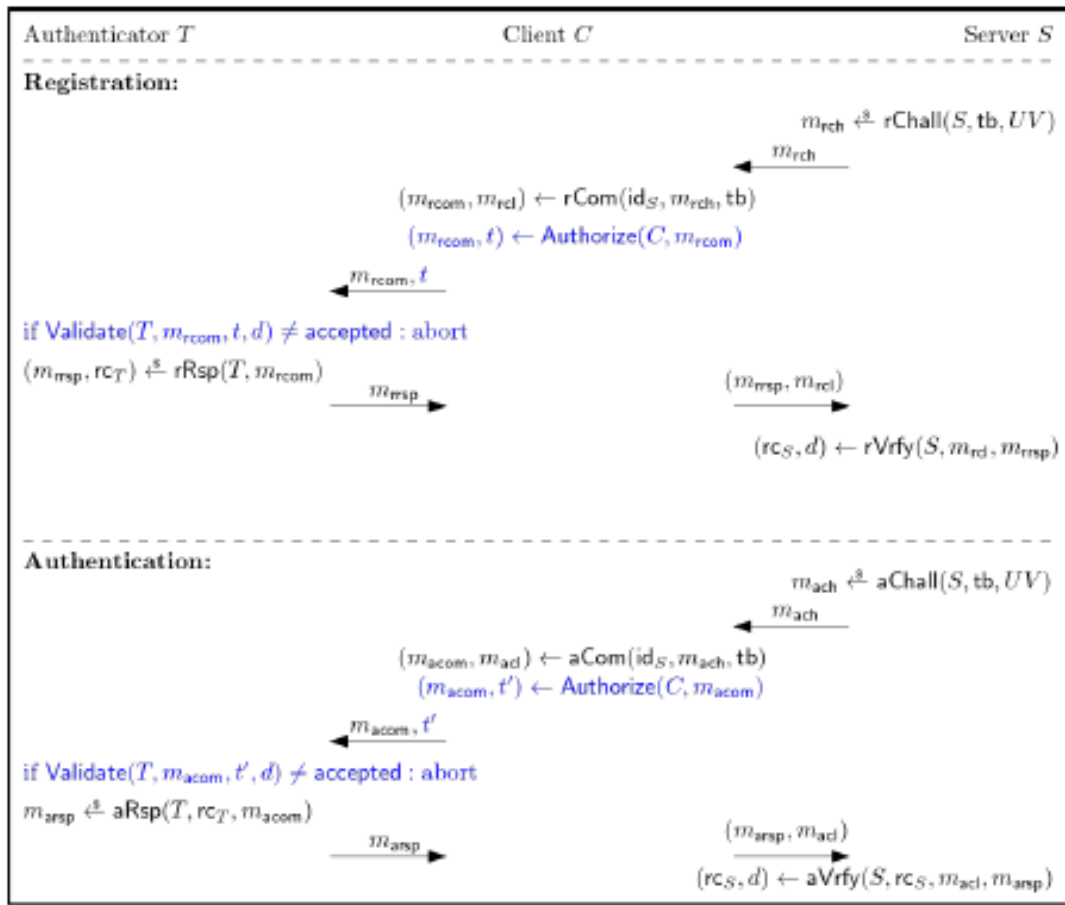 Authenticator T Client C Server S
Registration:
m_rch ←$ rChall(S, tb, UV)
m_rch
(m_rcom, m_rcl) ← rCom(id_S, m_rch, tb)
(m_rcom, t) ← Authorize(C, m_rcom)
m_rcom, t
if Validate(T, m_rcom, t, d) ≠ accepted : abort
(m_rrsp, rc_T) ←$ rRsp(T, m_rcom)
m_rrsp (m_rrsp, m_rcl)
(rc_S, d) ← rVrfy(S, m_rcl, m_rrsp)
Authentication:
m_ach ←$ aChall(S, tb, UV)
m_ach
(m_acom, m_acl) ← aCom(id_S, m_ach, tb)
(m_acom, t′) ← Authorize(C, m_acom)
m_acom, t′
if Validate(T, m_acom, t′, d) ≠ accepted : abort
m_arsp ←$ aRsp(T, rc_T, m_acom)
m_arsp (m_arsp, m_acl)
(rc_S, d) ← aVrfy(S, rc_S, m_acl, m_arsp)